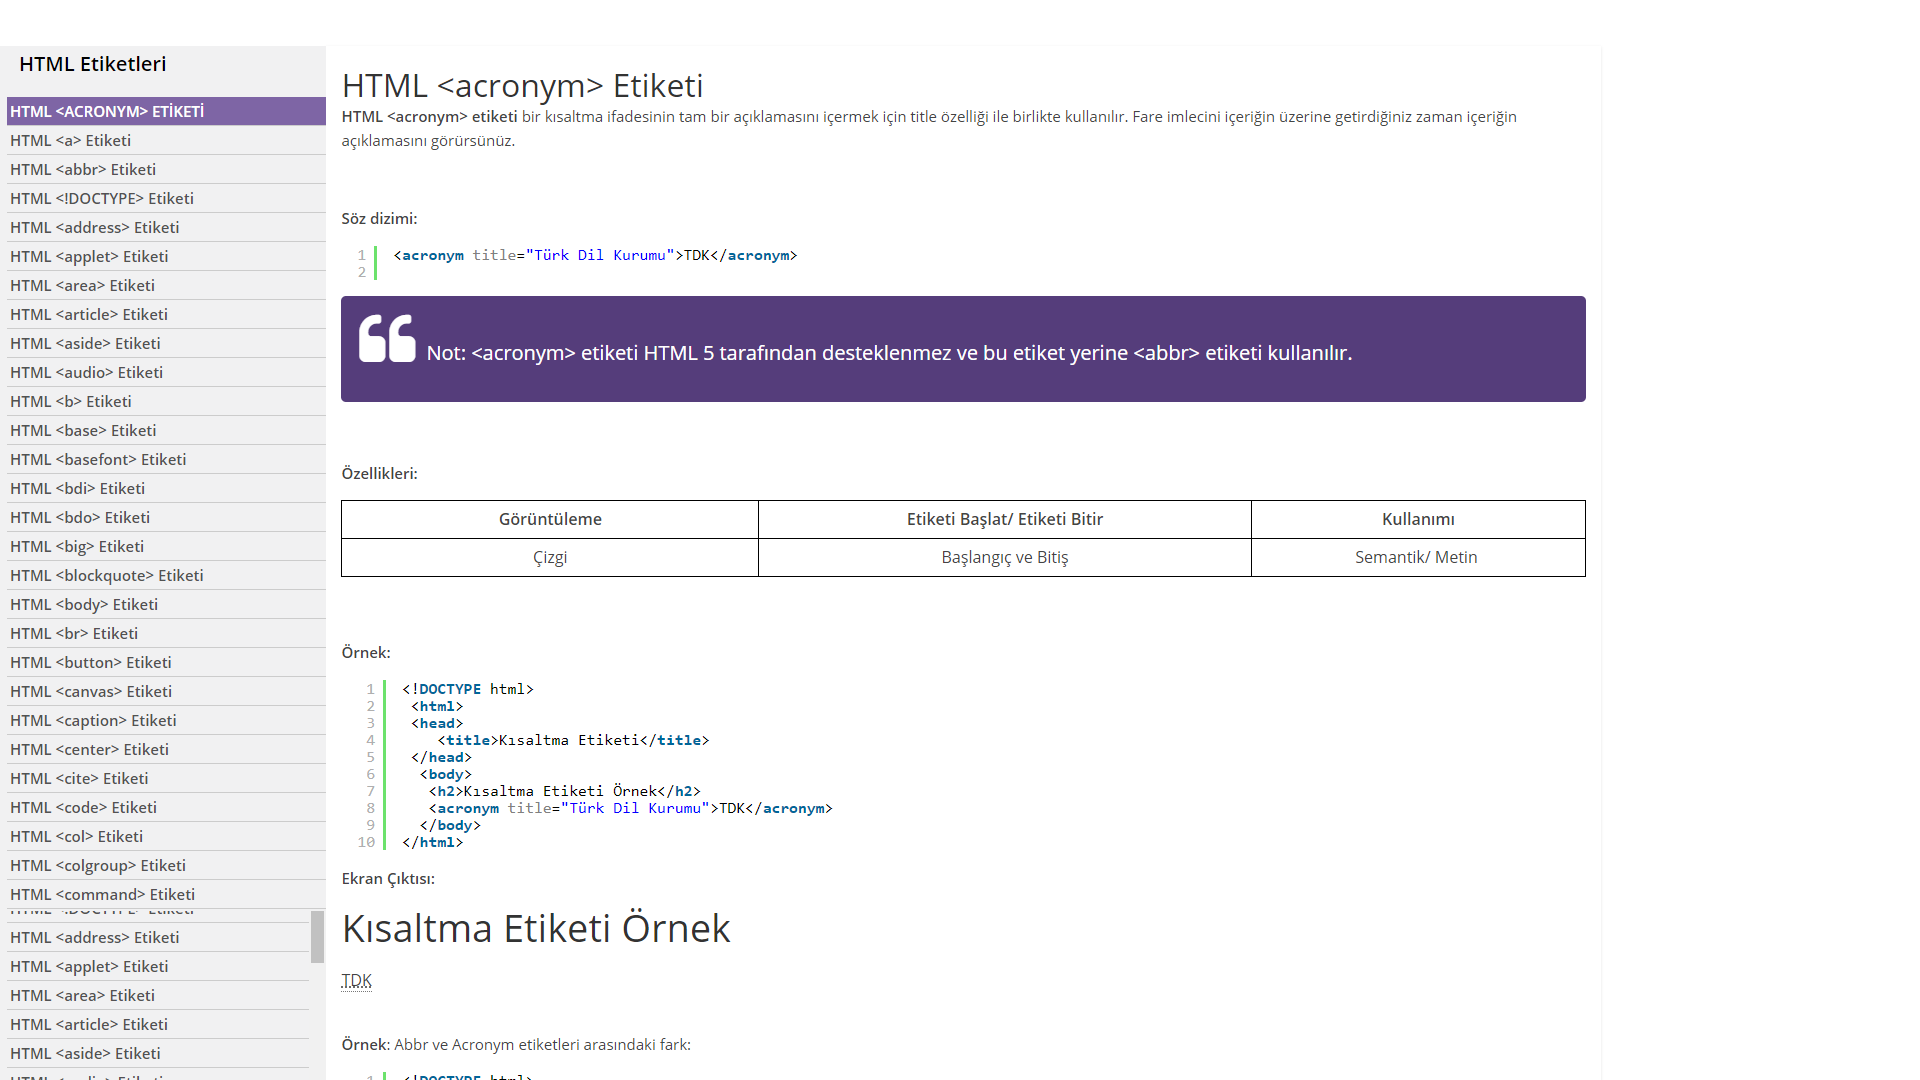 HTML Etiketleri
HTML <ACRONYM> ETİKETİ
HTML <a> Etiketi
HTML <abbr> Etiketi
HTML <!DOCTYPE> Etiketi
HTML <address> Etiketi
HTML <applet> Etiketi
HTML <area> Etiketi
HTML <article> Etiketi
HTML <aside> Etiketi
HTML <audio> Etiketi
HTML <b> Etiketi
HTML <base> Etiketi
HTML <basefont> Etiketi
HTML <bdi> Etiketi
HTML <bdo> Etiketi
HTML <big> Etiketi
HTML <blockquote> Etiketi
HTML <body> Etiketi
HTML <br> Etiketi
HTML <button> Etiketi
HTML <canvas> Etiketi
HTML <caption> Etiketi
HTML <center> Etiketi
HTML <cite> Etiketi
HTML <code> Etiketi
HTML <col> Etiketi
HTML <colgroup> Etiketi
HTML <command> Etiketi
HTML <!DOCTYPE> Etiketi
HTML <address> Etiketi
HTML <applet> Etiketi
HTML <area> Etiketi
HTML <article> Etiketi
HTML <aside> Etiketi
HTML <acronym> Etiketi
HTML <acronym> etiketi bir kısaltma ifadesinin tam bir açıklamasını içermek için title özelliği ile birlikte kullanılır. Fare imlecini içeriğin üzerine getirdiğiniz zaman içeriğin
açıklamasını görürsünüz.
Söz dizimi:
1 <acronym title="Türk Dil Kurumu">TDK</acronym>
2
Not: <acronym> etiketi HTML 5 tarafından desteklenmez ve bu etiket yerine <abbr> etiketi kullanılır.
Özellikleri:
Görüntüleme Etiketi Başlat/ Etiketi Bitir Kullanımı
Çizgi Başlangıç ve Bitiş Semantik/ Metin
Örnek:
1 <!DOCTYPE html>
2 <html>
3 <head>
4 <title>Kısaltma Etiketi</title>
5 </head>
6 <body>
7 <h2>Kısaltma Etiketi Örnek</h2>
8 <acronym title="Türk Dil Kurumu">TDK</acronym>
9 </body>
10 </html>
Ekran Çıktısı:
Kısaltma Etiketi Örnek
TDK
Örnek: Abbr ve Acronym etiketleri arasındaki fark:
1 <!DOCTYPE html>